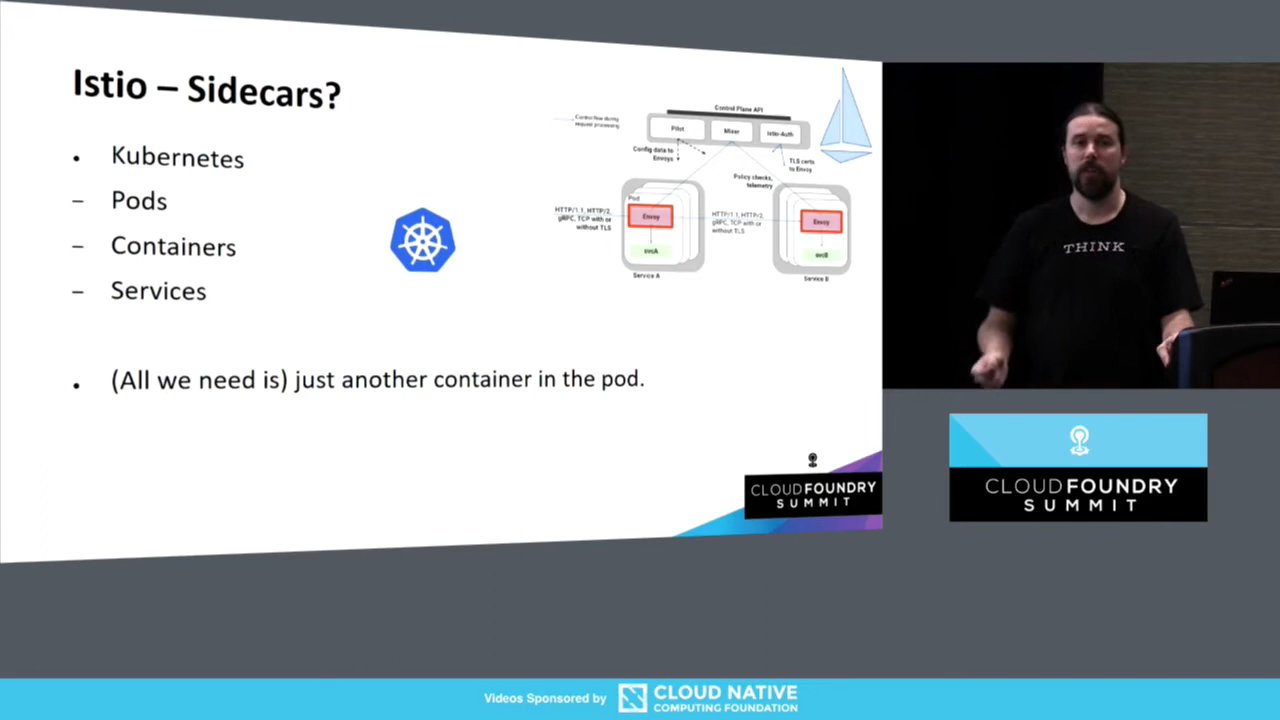 Istio – Sidecars?
• Kubernetes
– Pods
– Containers
– Services
• (All we need is) just another container in the pod.
Control Plane API
Control flow during
request processing
Pilot
Mixer
Istio-Auth
Config data to
Envoys
TLS certs
to Envoy
Policy checks,
telemetry
Pod
HTTP/1.1, HTTP/2,
gRPC, TCP with or
without TLS
Envoy
svcA
Service A
HTTP/1.1, HTTP/2,
gRPC, TCP with or
without TLS
Envoy
svcB
Service B
CLOUDFOUNDRY
SUMMIT
THINK
CLOUDFOUNDRY
SUMMIT
Videos Sponsored by
CLOUD NATIVE
COMPUTING FOUNDATION